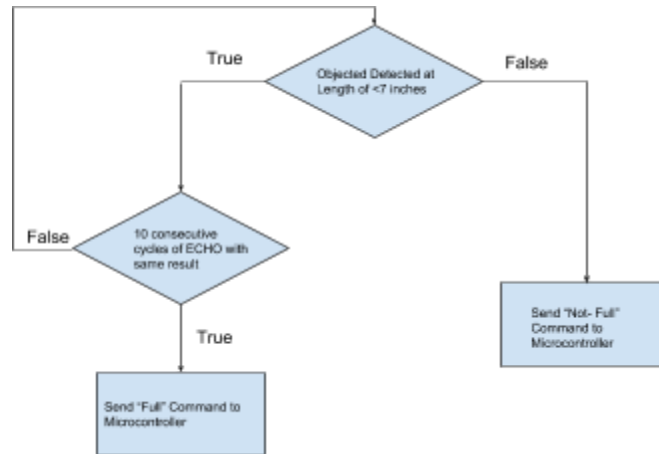 True
Objected Detected at
Length of <7 inches
False
False
10 consecutive
cycles of ECHO with
same result
Send "Not- Full"
Command to
Microcontroller
True
Send "Full" Command to
Microcontroller